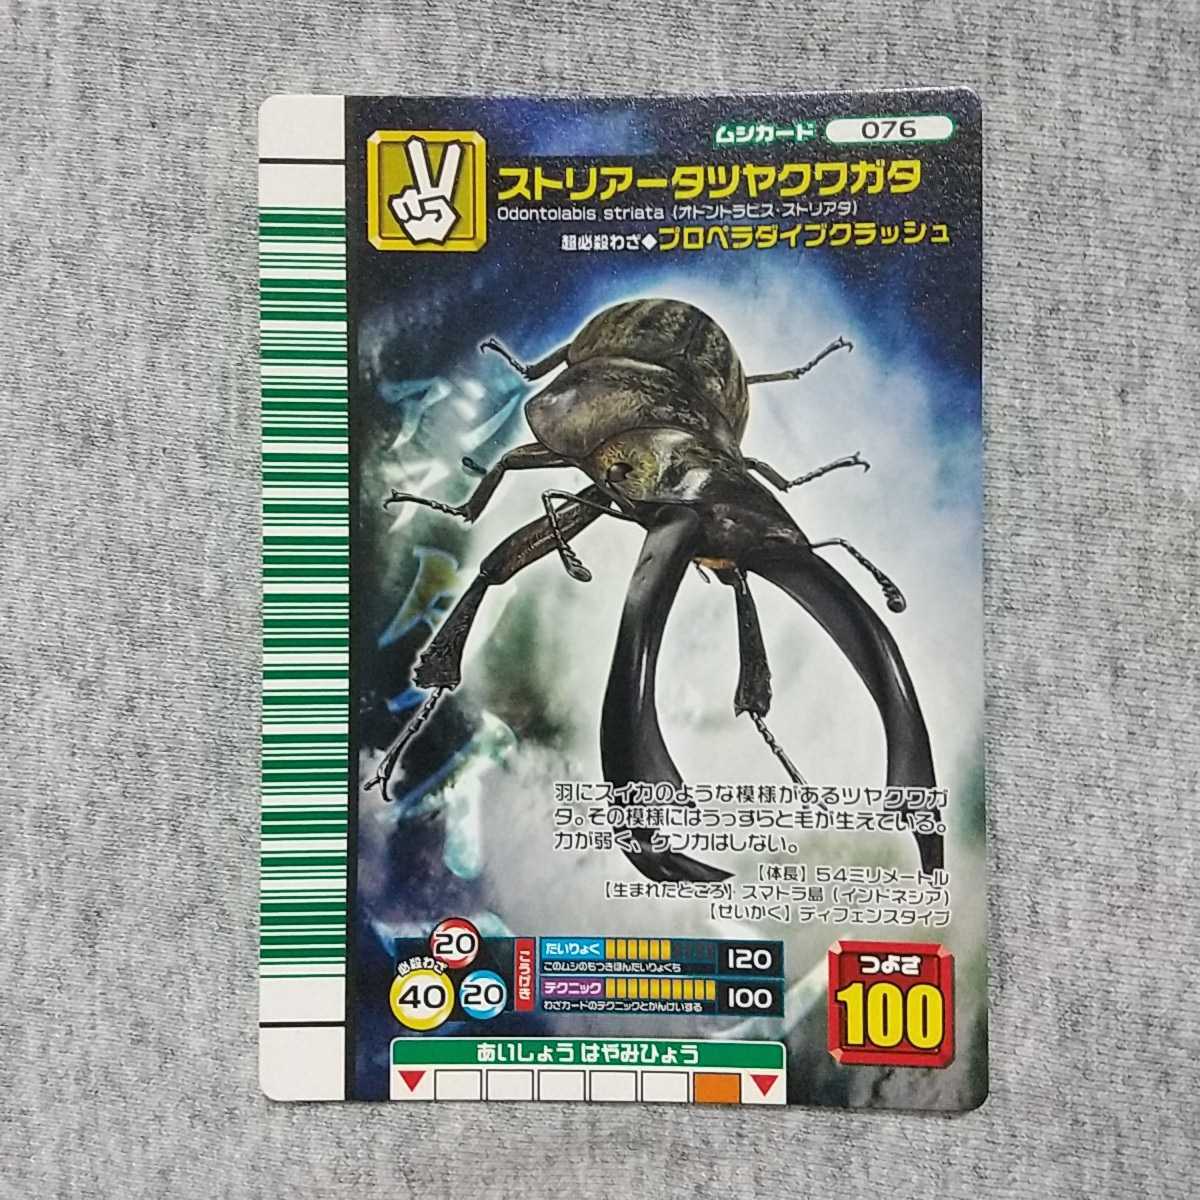 ムシカード 076
ストリアータツヤクワガタ
Odontolabis striata (オドントラビス・ストリアタ)
超必殺わざ◆プロペラダイブクラッシュ
羽にスイカのような模様があるツヤクワガ
タ。その模様にはうっすらと毛が生えている。
力が弱く、ケンカはしない。
【体長】54ミリメートル
【生まれたところ】スマトラ島(インドネシア)
【せいかく】ディフェンスタイプ
20
必殺わざ
40
20
こうげき
たいりょく 120
このムシのもつきほんたいりょくち
テクニック 100
わざカードのテクニックとかんけいする
つよさ
100
あいしょう はやみひょう